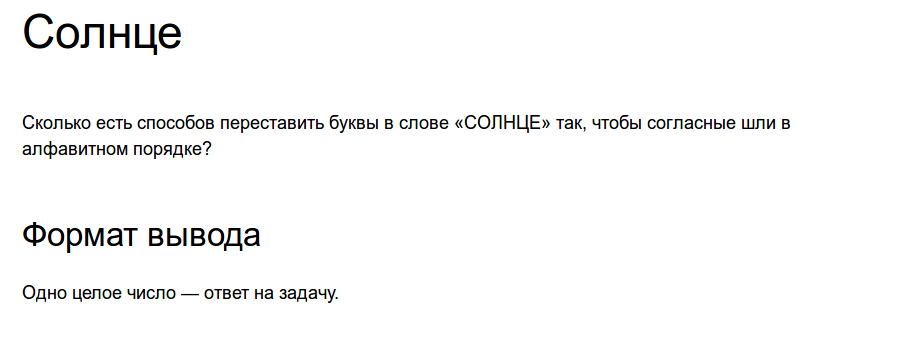 Солнце
Сколько есть способов переставить буквы в слове «СОЛНЦЕ» так, чтобы согласные шли в
алфавитном порядке?
Формат вывода
Одно целое число — ответ на задачу.